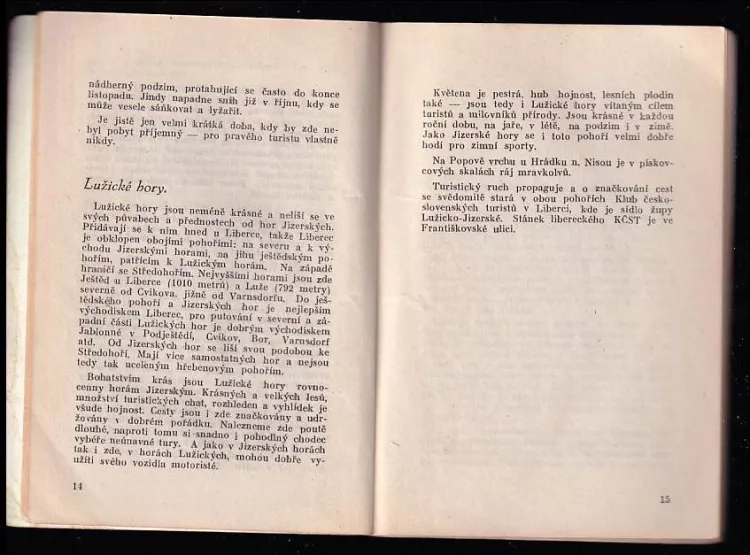 nádherný podzim, protahující se často do konce
listopadu. Jindy napadne sníh již v říjnu, kdy se
může vesele sáňkovat a lyžařit.
Je jistě jen velmi krátká doba, kdy by zde ne-
byl pobyt příjemný — pro pravého turistu vlastně
nikdy.
Lužické hory.
Lužické hory jsou neméně krásné a neliší se ve
svých půvabech a přednostech od hor Jizerských.
Přidávají se k nim hned u Liberce, takže Liberec
je obklopen obojími pohořími: na severu a k vý-
chodu Jizerskými horami, na jihu ještědským po-
hořím, patřícím k Lužickým horám. Na západě
hraničí se Středohořím. Nejvyššími horami jsou zde
Ještěd u Liberce (1010 metrů) a Luže (792 metry)
severně od Cvikova, jižně od Varnsdorfu. Do ješ-
tědského pohoří a Jizerských hor je nejlepším
východiskem Liberec, pro putování v severní a zá-
padní části Lužických hor je dobrým východiskem
Jablonné v Podještědí, Cvikov, Bor, Varnsdorf
atd. Od Jizerských hor se liší svou podobou ke
Středohoří. Mají více samostatných hor a nejsou
tedy tak uceleným hřebenovým pohořím.
Bohatstvím krás jsou Lužické hory rovno-
cenny horám Jizerským. Krásných a velkých lesů,
množství turistických chat, rozhleden a vyhlídek je
všude hojnost. Cesty jsou i zde značkovány a udr-
žovány v dobrém pořádku. Nalezneme zde poutě
dlouhé, naproti tomu si snadno i pohodlný chodec
vybéře neúnavné tury. A jako v Jizerských horách
tak i zde, v horách Lužických, mohou dobře vy-
užíti svého vozidla motoristé.
14
Květena je pestrá, hub hojnost, lesních plodin
také — jsou tedy i Lužické hory vítaným cílem
turistů a milovníků přírody. Jsou krásné v každou
roční dobu, na jaře, v létě, na podzim i v zimě.
Jako Jizerské hory se i toto pohoří velmi dobře
hodí pro zimní sporty.
Na Popově vrchu u Hrádku n. Nisou je v pískov-
cových skalách ráj mravkolvů.
Turistický ruch propaguje a o značkování cest
se svědomitě stará v obou pohořích Klub česko-
slovenských turistů v Liberci, kde je sídlo župy
Lužicko-Jizerské. Stánek libereckého KČST je ve
Františkovské ulici.
15